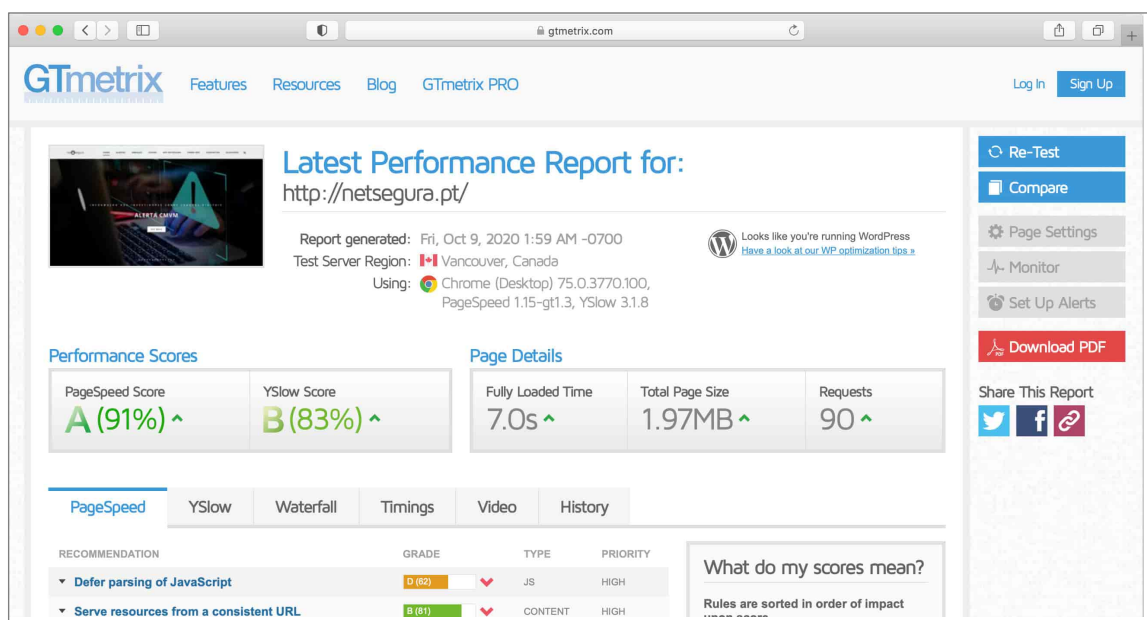 gtmetrix.com
GTmetrix
Features Resources Blog GTmetrix PRO
Log In Sign Up
ALERTA CMVM
Latest Performance Report for:
http://netsegura.pt/
Report generated: Fri, Oct 9, 2020 1:59 AM -0700
Test Server Region: Vancouver, Canada
Using: Chrome (Desktop) 75.0.3770.100,
PageSpeed 1.15-gt1.3, YSlow 3.1.8
Looks like you're running WordPress
Have a look at our WP optimization tips »
Re-Test
Compare
Page Settings
Monitor
Set Up Alerts
Download PDF
Share This Report
Performance Scores
PageSpeed Score YSlow Score
A (91%) B (83%)
Page Details
Fully Loaded Time Total Page Size Requests
7.0s 1.97MB 90
PageSpeed YSlow Waterfall Timings Video History
RECOMMENDATION GRADE TYPE PRIORITY
Defer parsing of JavaScript D (62) JS HIGH
Serve resources from a consistent URL B (81) CONTENT HIGH
What do my scores mean?
Rules are sorted in order of impact
upon score